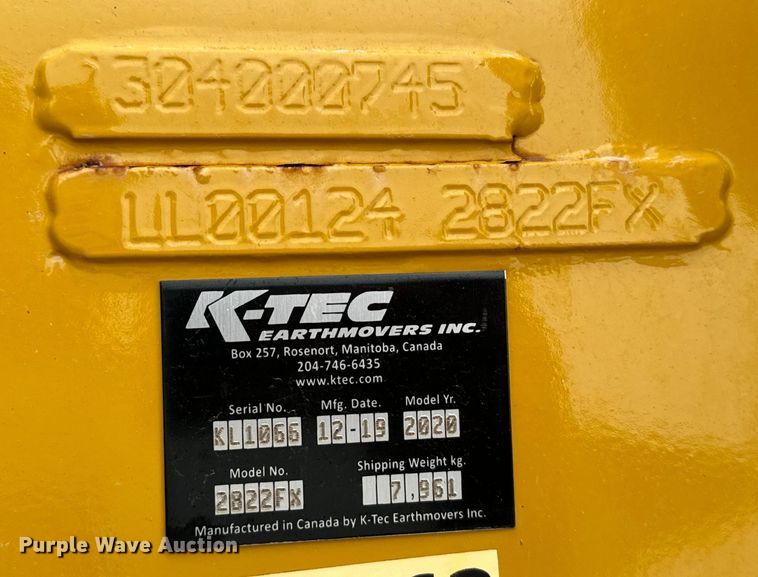 1304000745
LL00124 2822FX
K-TEC
EARTHMOVERS INC.
Box 257, Rosenort, Manitoba, Canada
204-746-6435
www.ktec.com
Serial No. Mfg. Date. Model Yr.
KL1066 12-19 2020
Model No. Shipping Weight kg.
2822FX 7,961
Manufactured in Canada by K-Tec Earthmovers Inc.
Purple Wave Auction